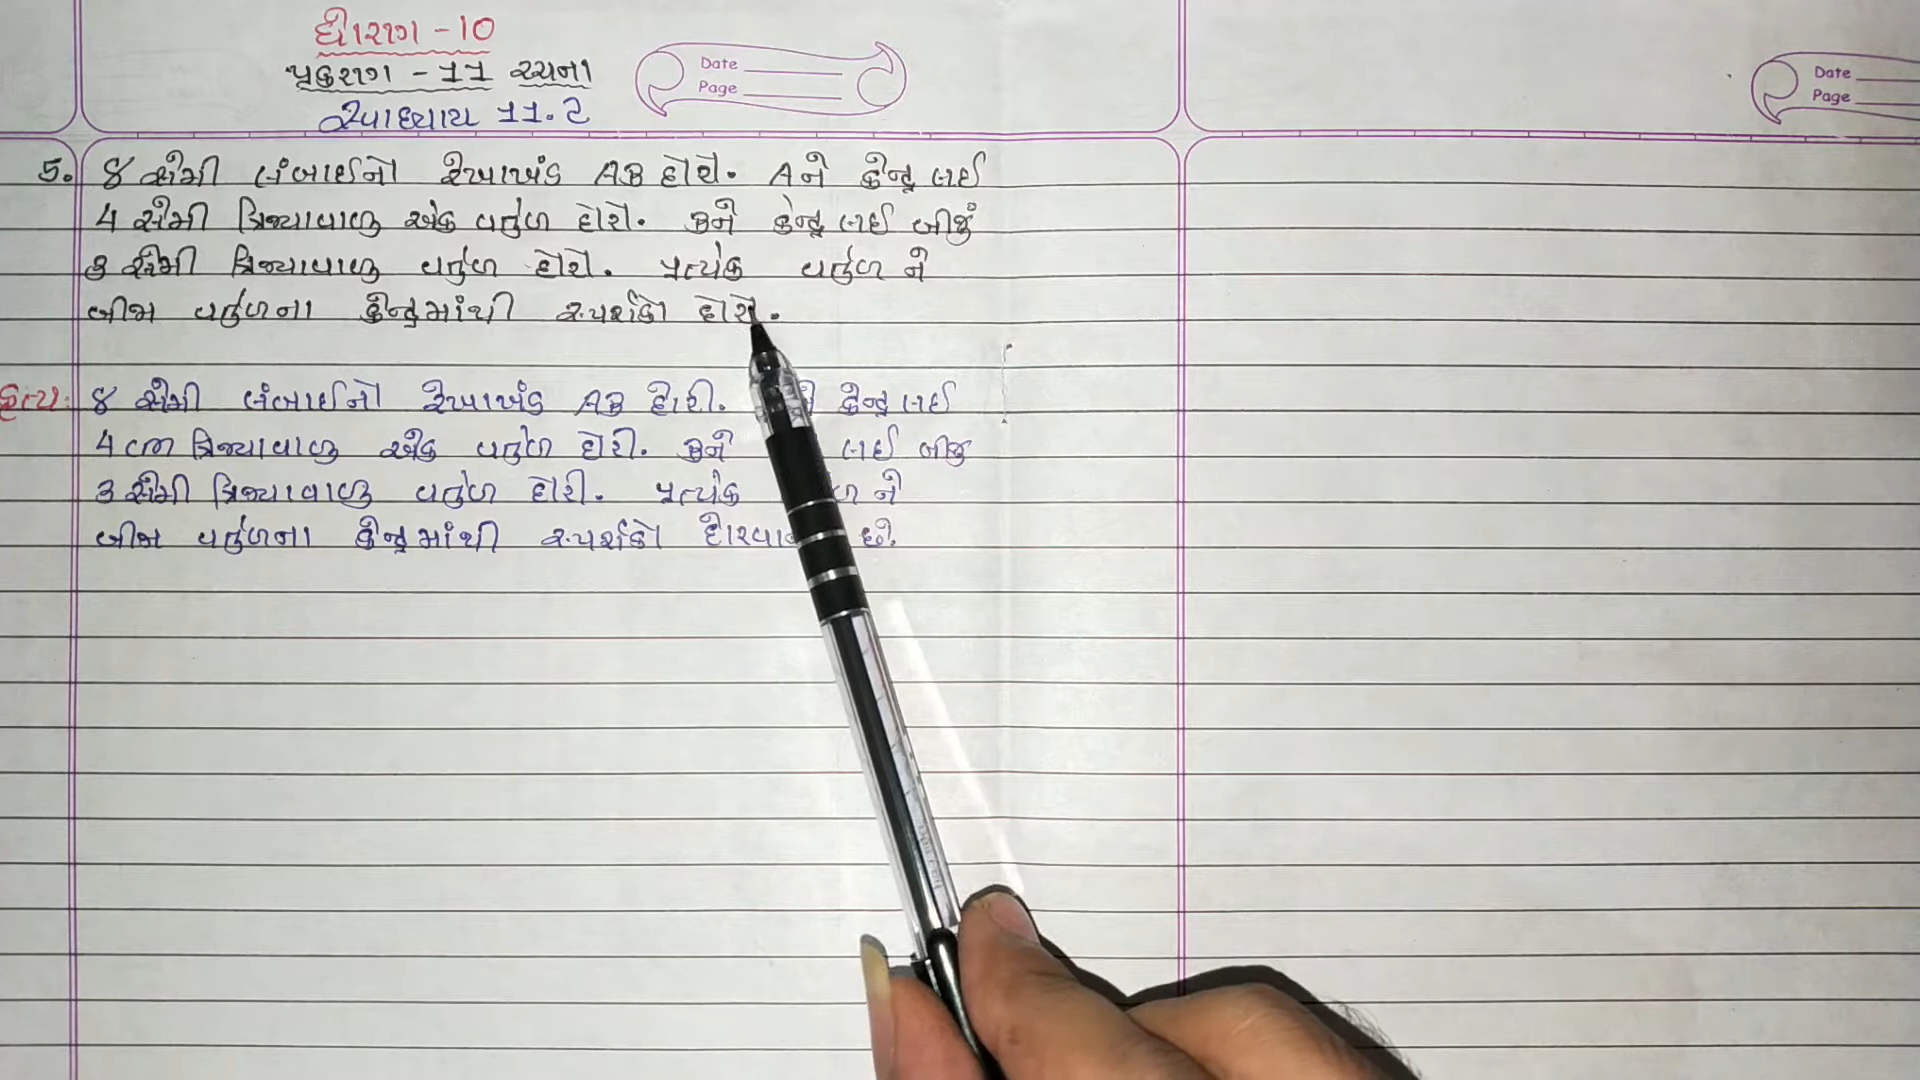 ધોરણ - 10
પ્રકરણ - 11 રચના
સ્વાધ્યાય 11.2
Date
Page
Date
Page
5. 8 સેમી લંબાઈનો રેખાખંડ AB દોરો. A ને કેન્દ્ર લઈ
4 સેમી ત્રિજ્યાવાળુ એક વર્તુળ દોરો. B ને કેન્દ્ર લઈ બીજું
3 સેમી ત્રિજ્યાવાળુ વર્તુળ દોરો. પ્રત્યેક વર્તુળ ને
બીજા વર્તુળના કેન્દ્રમાંથી સ્પર્શકો દોરો.
કૃત્ય: 8 સેમી લંબાઈનો રેખાખંડ AB દોરી. કેન્દ્ર લઈ
4 cm ત્રિજ્યાવાળુ એક વર્તુળ દોરી. B ને લઈ બીજુ
3 સેમી ત્રિજ્યાવાળુ વર્તુળ દોરી. પ્રત્યેક ને
બીજા વર્તુળના કેન્દ્રમાંથી સ્પર્શકો છે.